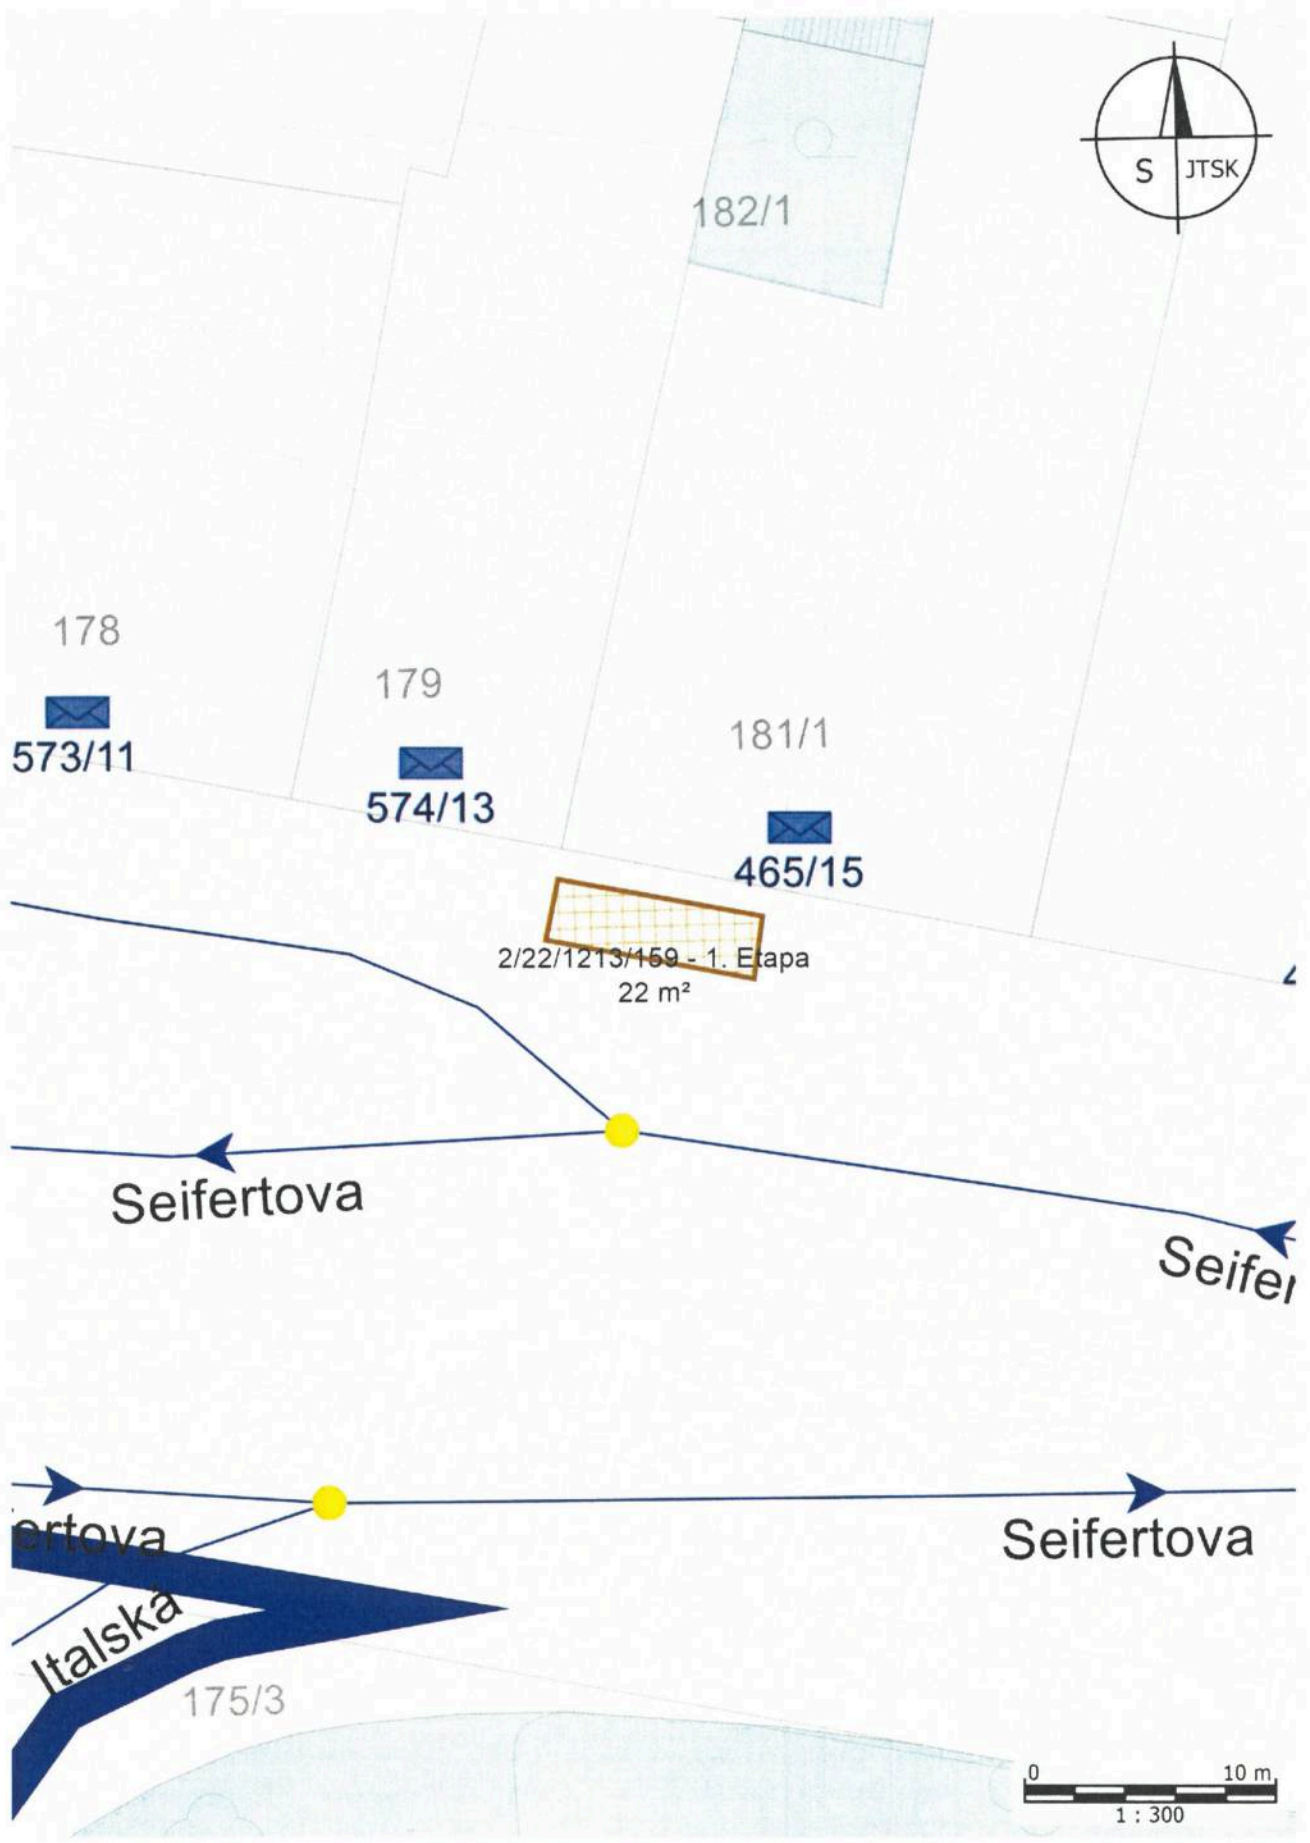 S JTSK
182/1
178
573/11
179
574/13
181/1
465/15
2/22/1213/159 - 1. Etapa
22 m²
Seifertova
Seifer
ertova
Seifertova
Italská
175/3
0 10 m
1 : 300